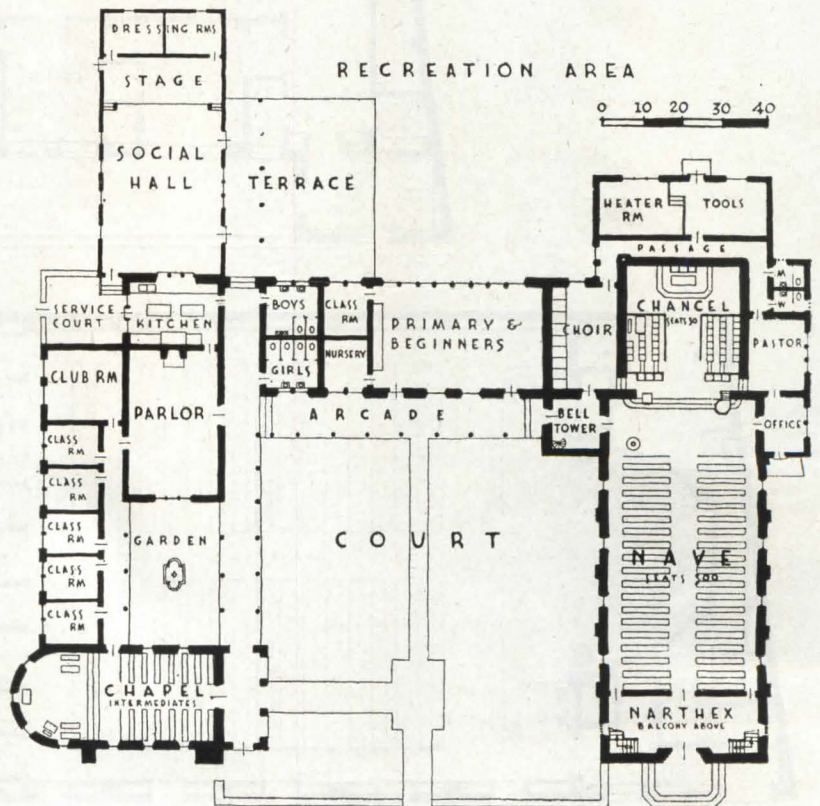 DRESSING RMS
STAGE
RECREATION AREA
0 10 20 30 40
SOCIAL
HALL
TERRACE
HEATER
RM
TOOLS
PASSAGE
M
W
SERVICE
COURT
KITCHEN
BOYS
CLASS
RM
PRIMARY &
BEGINNERS
CHOIR
CHANCEL
SEATS 50
PASTOR
GIRLS
NURSERY
CLUB RM
PARLOR
ARCADE
BELL
TOWER
OFFICE
CLASS
RM
CLASS
RM
CLASS
RM
CLASS
RM
CLASS
RM
GARDEN
COURT
NAVE
SEATS 500
CHAPEL
INTERMEDIATES
NARTHEX
BALCONY ABOVE